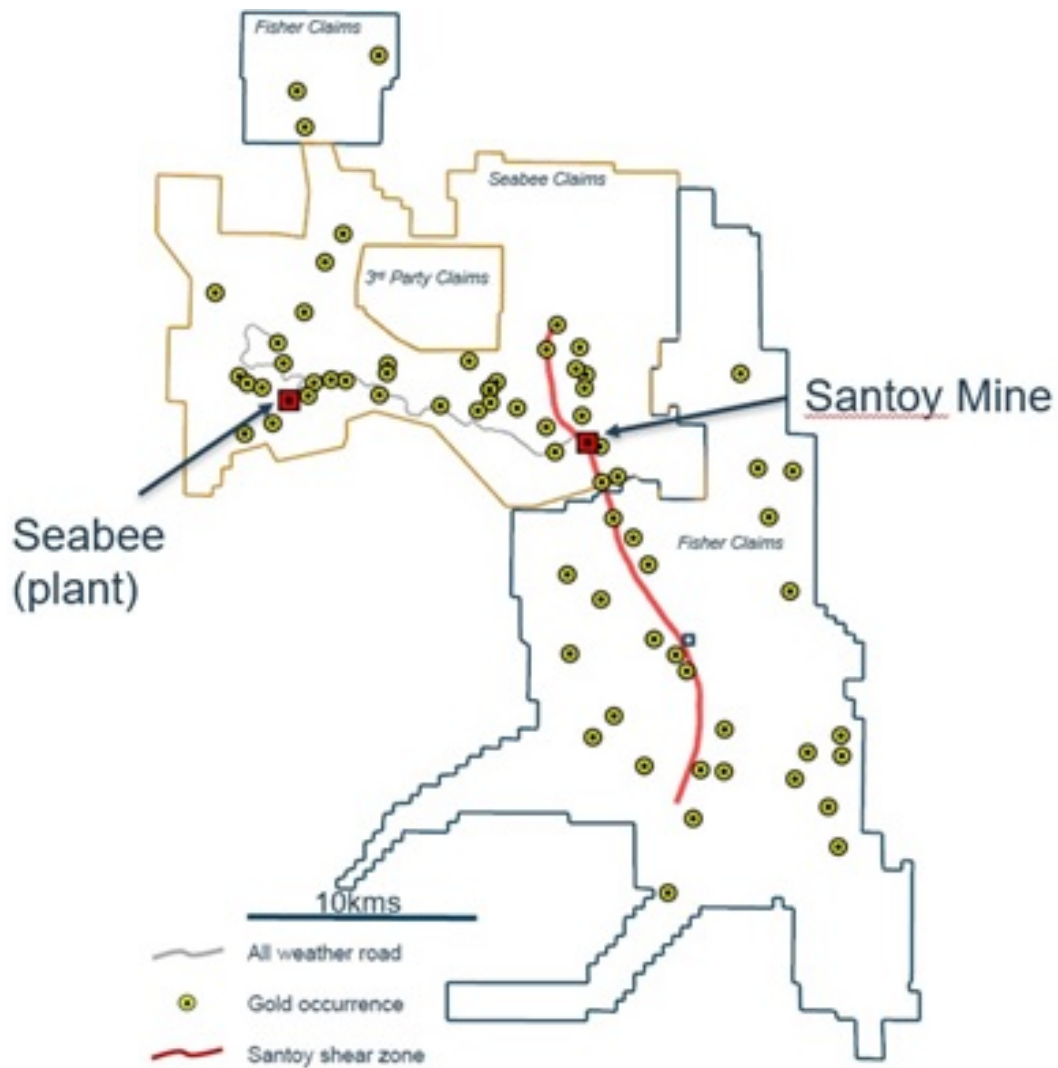 Fisher Claims
Seabee Claims
3rd Party Claims
Santoy Mine
Seabee
(plant)
Fisher Claims
10kms
All weather road
Gold occurrence
Santoy shear zone